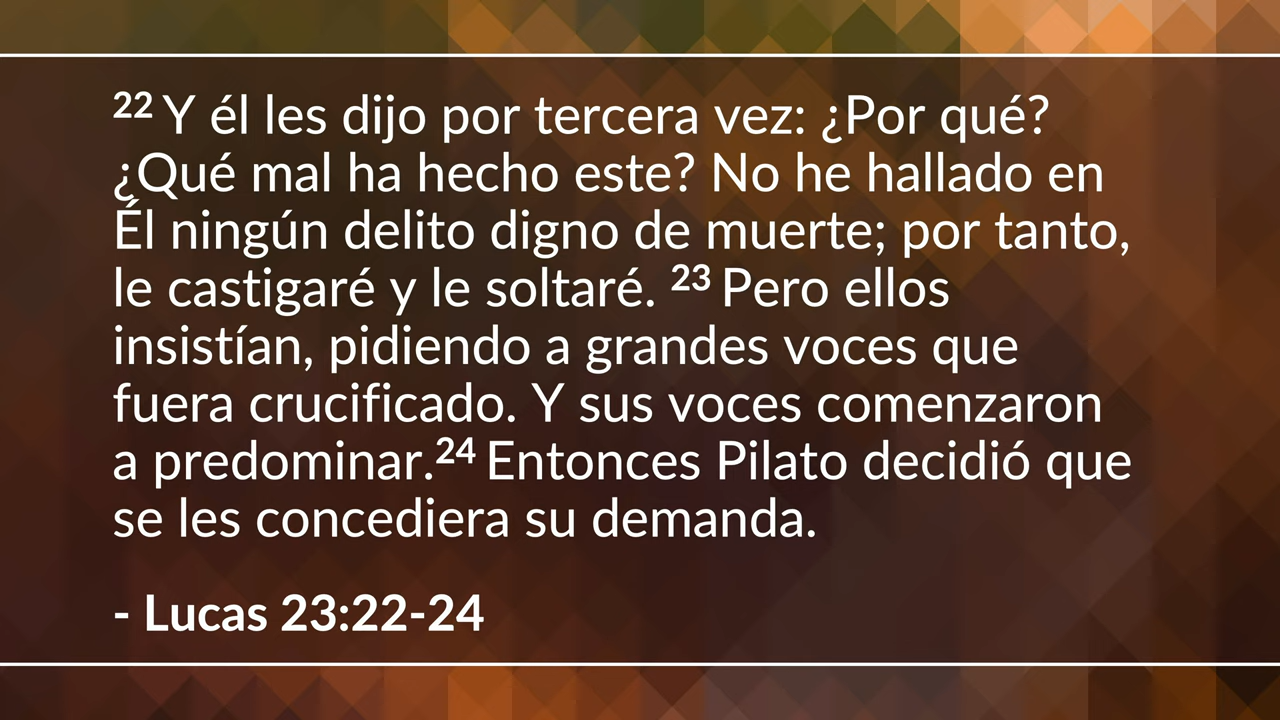 22 Y él les dijo por tercera vez: ¿Por qué?
¿Qué mal ha hecho este? No he hallado en
Él ningún delito digno de muerte; por tanto,
le castigaré y le soltaré. 23 Pero ellos
insistían, pidiendo a grandes voces que
fuera crucificado. Y sus voces comenzaron
a predominar.24 Entonces Pilato decidió que
se les concediera su demanda.
- Lucas 23:22-24